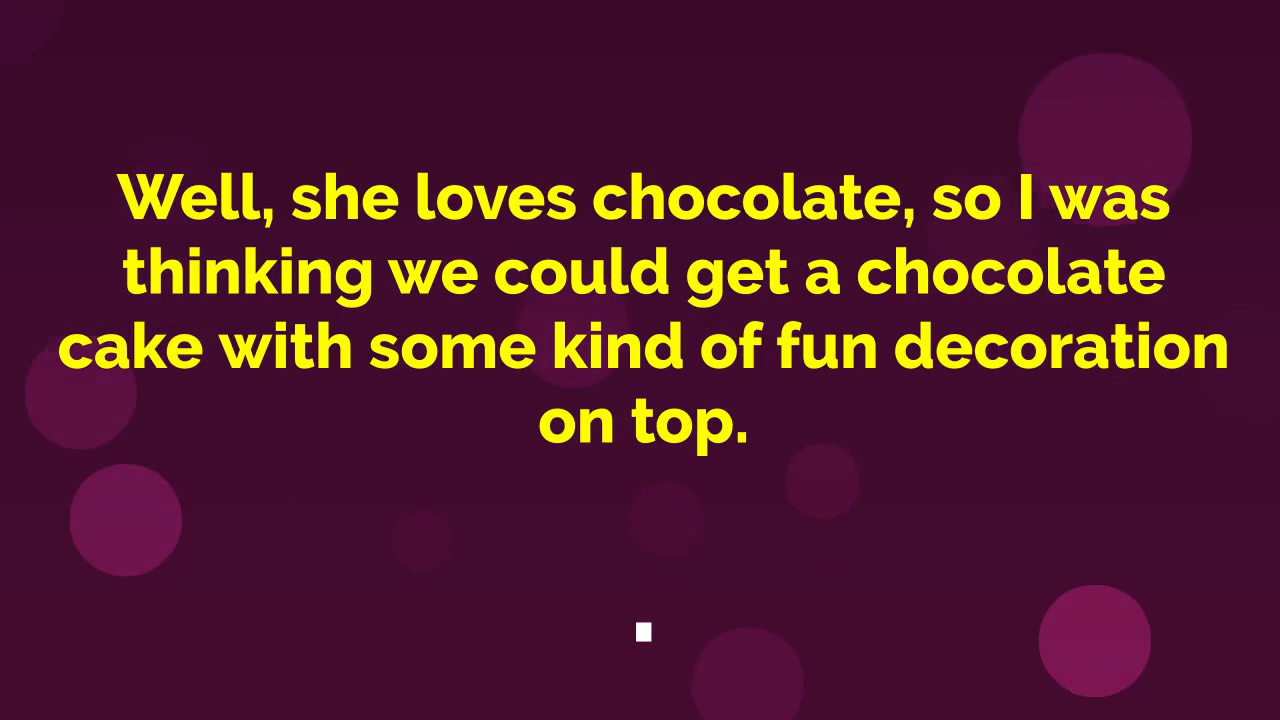 Well, she loves chocolate, so I was
thinking we could get a chocolate
cake with some kind of fun decoration
on top.